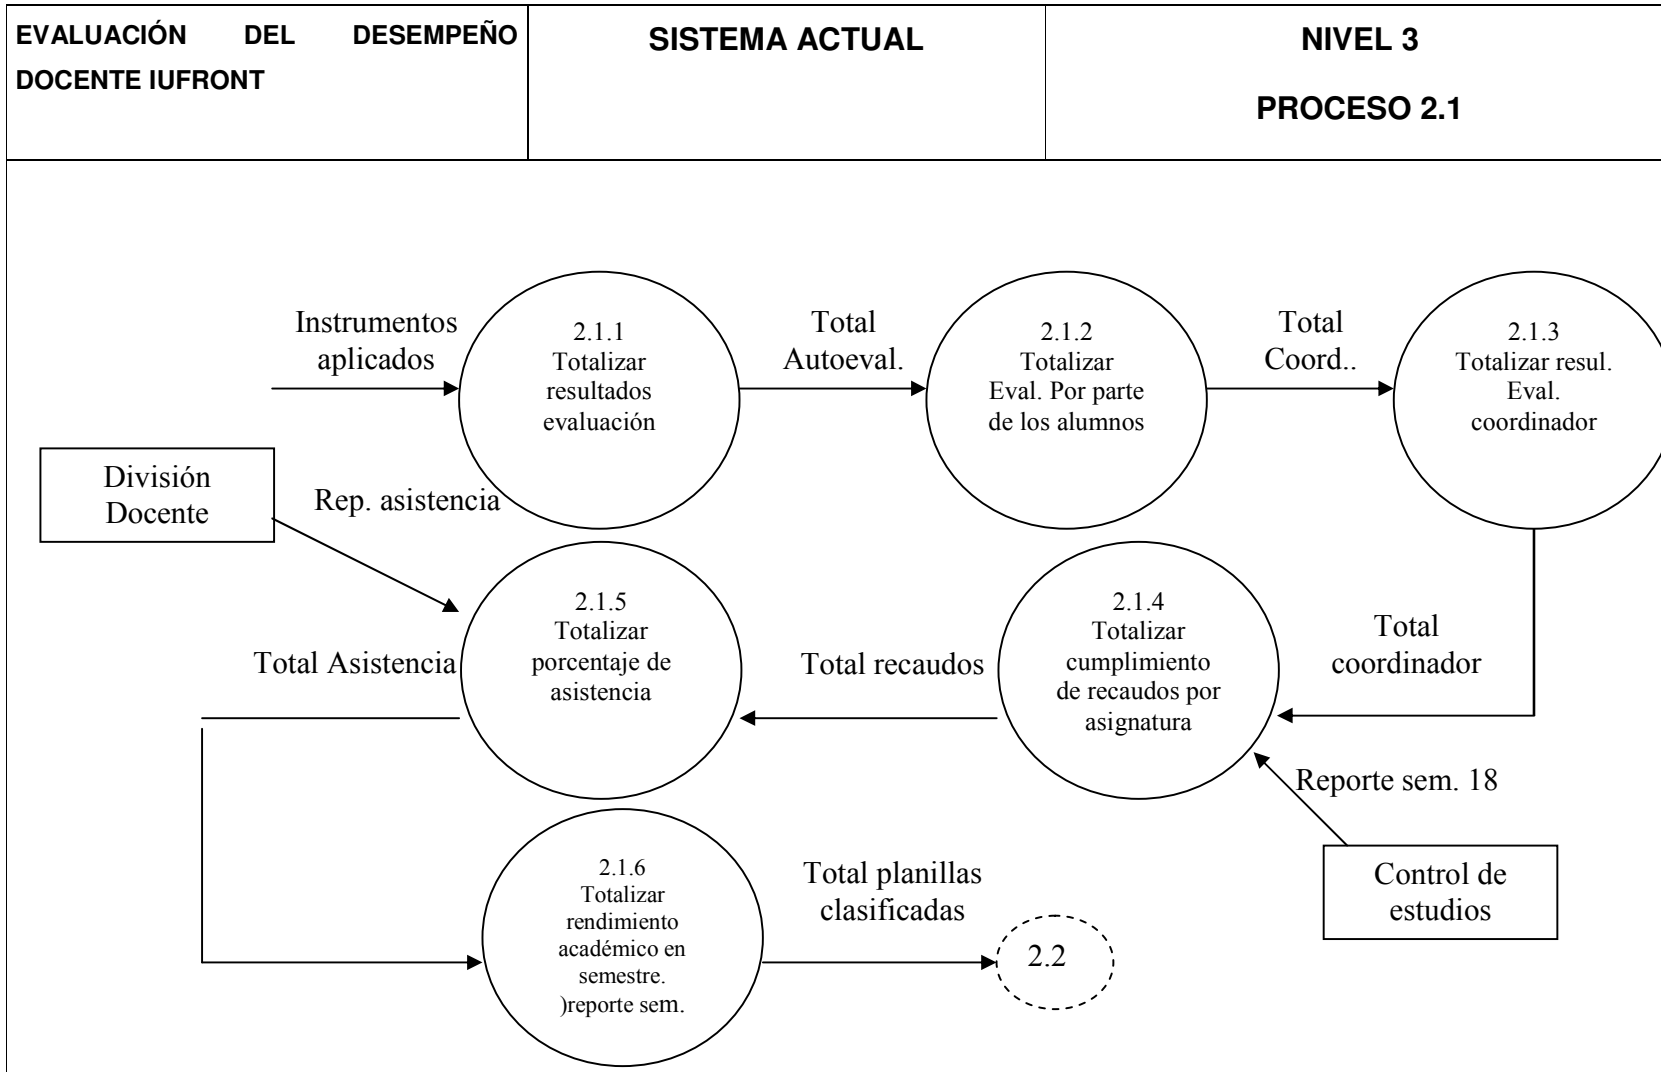 EVALUACIÓN DEL DESEMPEÑO
DOCENTE IUFRONT
SISTEMA ACTUAL
NIVEL 3
PROCESO 2.1
Instrumentos
aplicados
2.1.1
Totalizar
resultados
evaluación
Total
Autoeval.
2.1.2
Totalizar
Eval. Por parte
de los alumnos
Total
Coord..
2.1.3
Totalizar resul.
Eval.
coordinador
División
Docente
Rep. asistencia
Total Asistencia
2.1.5
Totalizar
porcentaje de
asistencia
Total recaudos
2.1.4
Totalizar
cumplimiento
de recaudos por
asignatura
Total
coordinador
Reporte sem. 18
Control de
estudios
2.1.6
Totalizar
rendimiento
académico en
semestre.
)reporte sem.
Total planillas
clasificadas
2.2